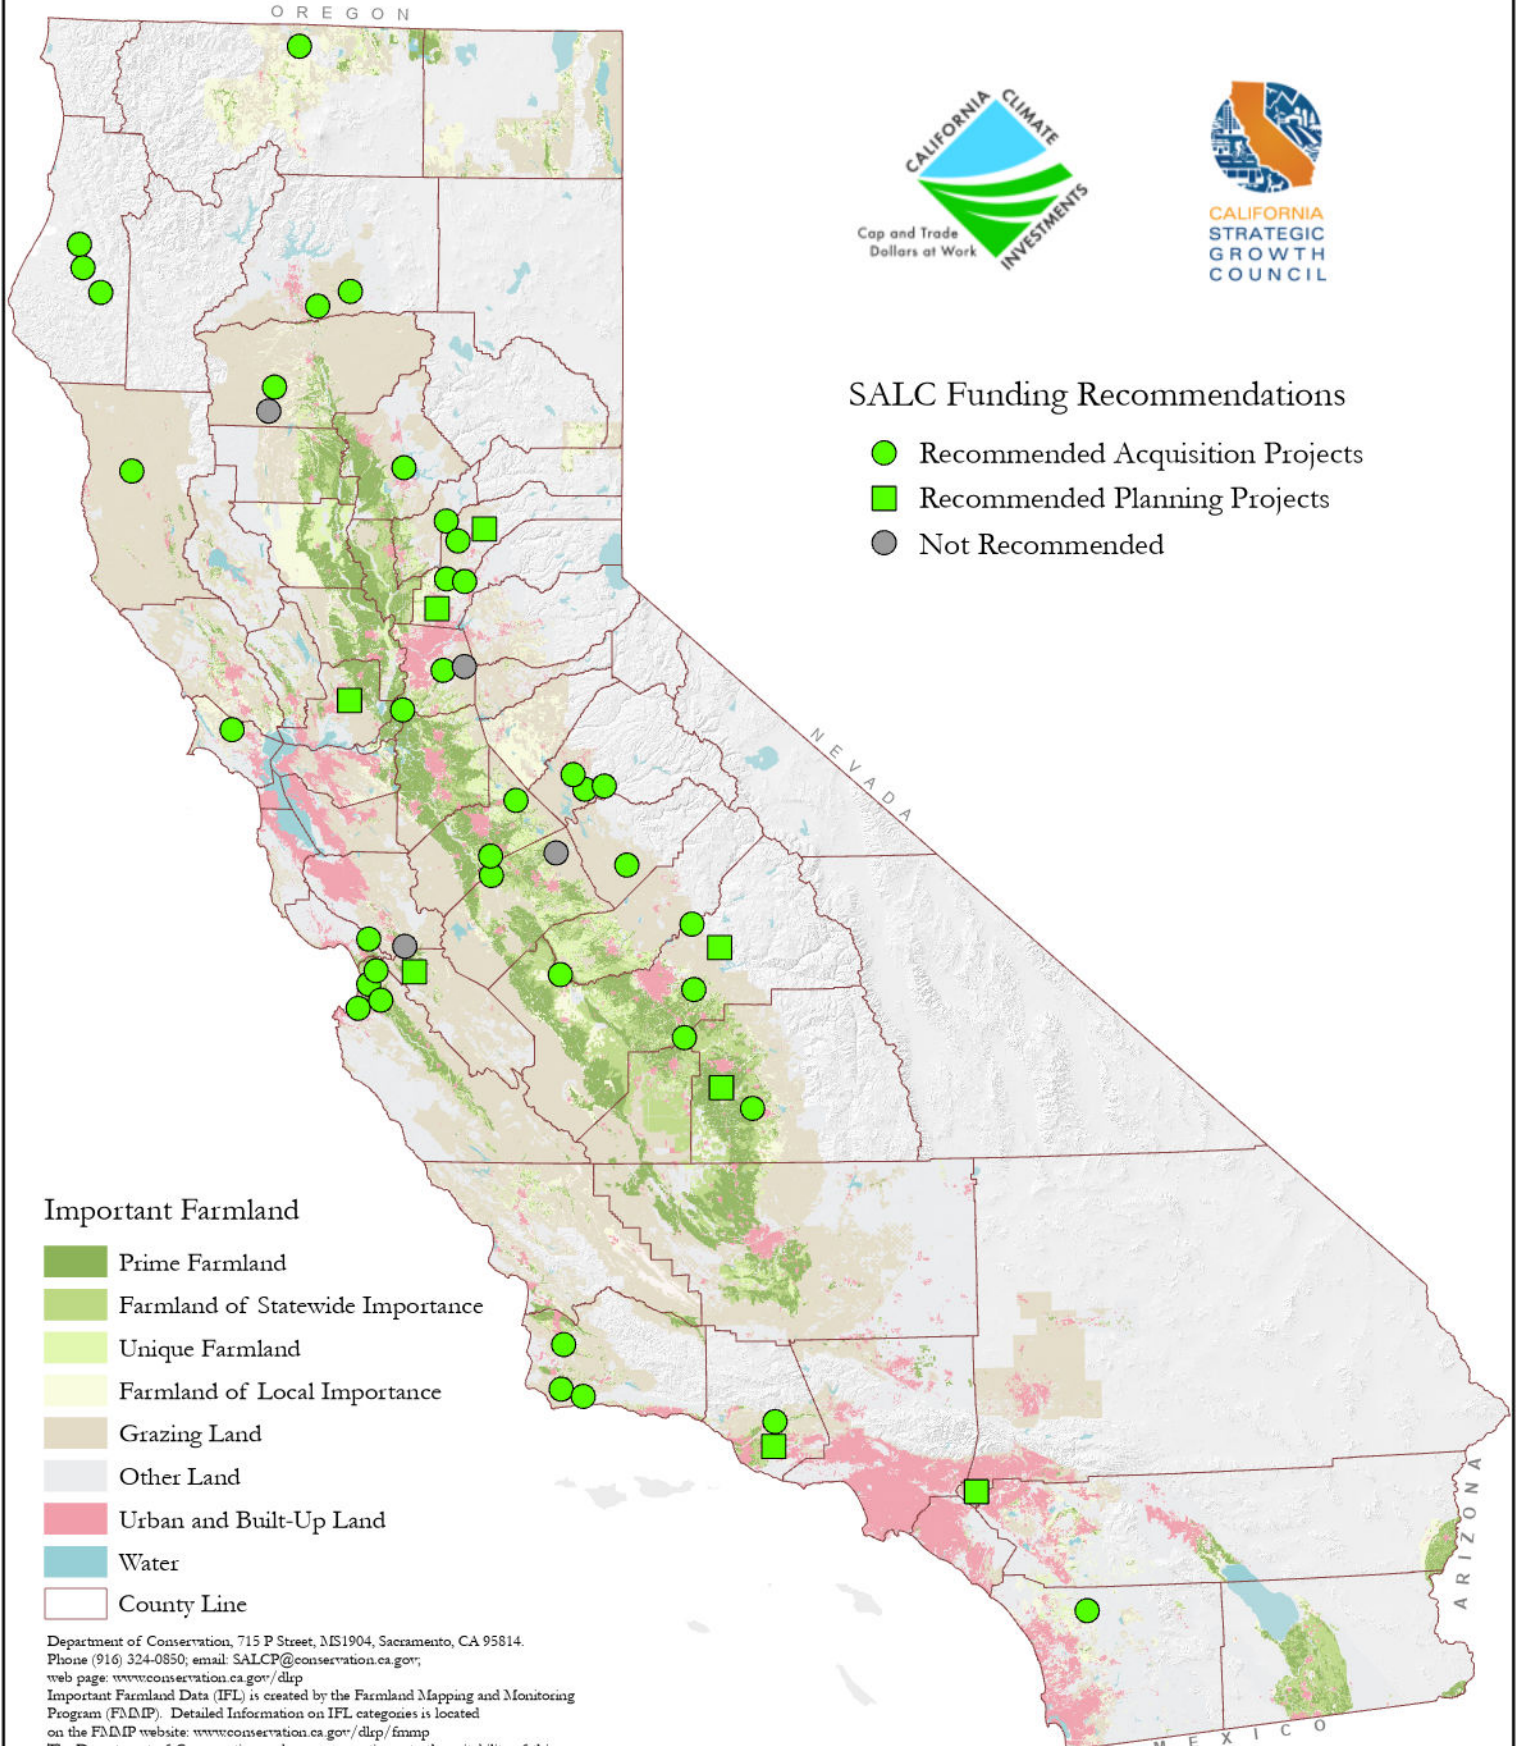 OREGON
CALIFORNIA
CLIMATE
INVESTMENTS
Cap and Trade
Dollars at Work
CALIFORNIA
STRATEGIC
GROWTH
COUNCIL
SALC Funding Recommendations
Recommended Acquisition Projects
Recommended Planning Projects
Not Recommended
NEVADA
Important Farmland
Prime Farmland
Farmland of Statewide Importance
Unique Farmland
Farmland of Local Importance
Grazing Land
Other Land
Urban and Built-Up Land
Water
County Line
ARIZONA
MEXICO
Department of Conservation, 715 P Street, MS1904, Sacramento, CA 95814.
Phone (916) 324-0850; email: SALCP@conservation.ca.gov;
web page: www.conservation.ca.gov/dlrp
Important Farmland Data (IFL) is created by the Farmland Mapping and Monitoring
Program (FMMP). Detailed Information on IFL categories is located
on the FMMP website: www.conservation.ca.gov/dlrp/fmmp